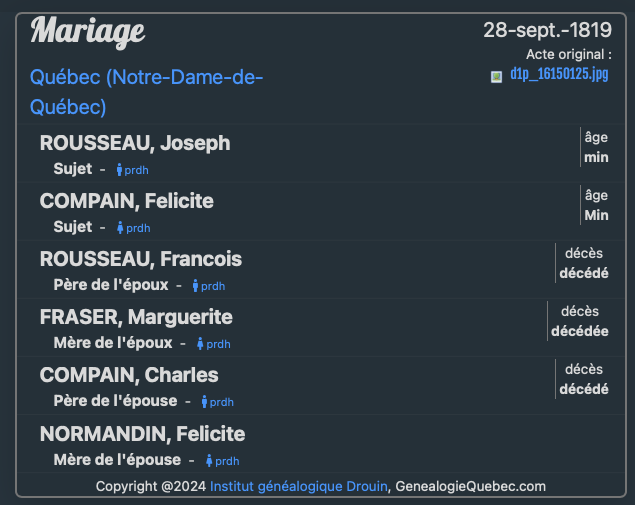 Mariage
28-sept.-1819
Acte original :
d1p_16150125.jpg
Québec (Notre-Dame-de-
Québec)
ROUSSEAU, Joseph
Sujet - prdh
âge
min
COMPAIN, Felicite
Sujet - prdh
âge
Min
ROUSSEAU, Francois
Père de l'époux - prdh
décès
décédé
FRASER, Marguerite
Mère de l'époux - prdh
décès
décédée
COMPAIN, Charles
Père de l'épouse - prdh
décès
décédé
NORMANDIN, Felicite
Mère de l'épouse - prdh
Copyright @2024 Institut généalogique Drouin, GenealogieQuebec.com